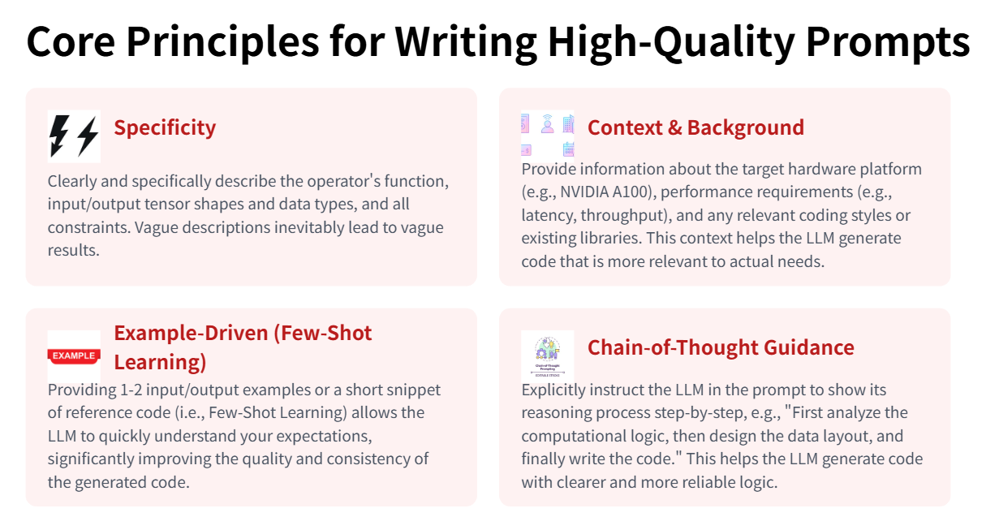 Core Principles for Writing High-Quality Prompts
Specificity
Clearly and specifically describe the operator's function,
input/output tensor shapes and data types, and all
constraints. Vague descriptions inevitably lead to vague
results.
Context & Background
Provide information about the target hardware platform
(e.g., NVIDIA A100), performance requirements (e.g.,
latency, throughput), and any relevant coding styles or
existing libraries. This context helps the LLM generate
code that is more relevant to actual needs.
EXAMPLE
Example-Driven (Few-Shot
Learning)
Providing 1-2 input/output examples or a short snippet
of reference code (i.e., Few-Shot Learning) allows the
LLM to quickly understand your expectations,
significantly improving the quality and consistency of
the generated code.
Chain-of-Thought
Prompting
EDITABLE STROKE
Chain-of-Thought Guidance
Explicitly instruct the LLM in the prompt to show its
reasoning process step-by-step, e.g., "First analyze the
computational logic, then design the data layout, and
finally write the code." This helps the LLM generate code
with clearer and more reliable logic.